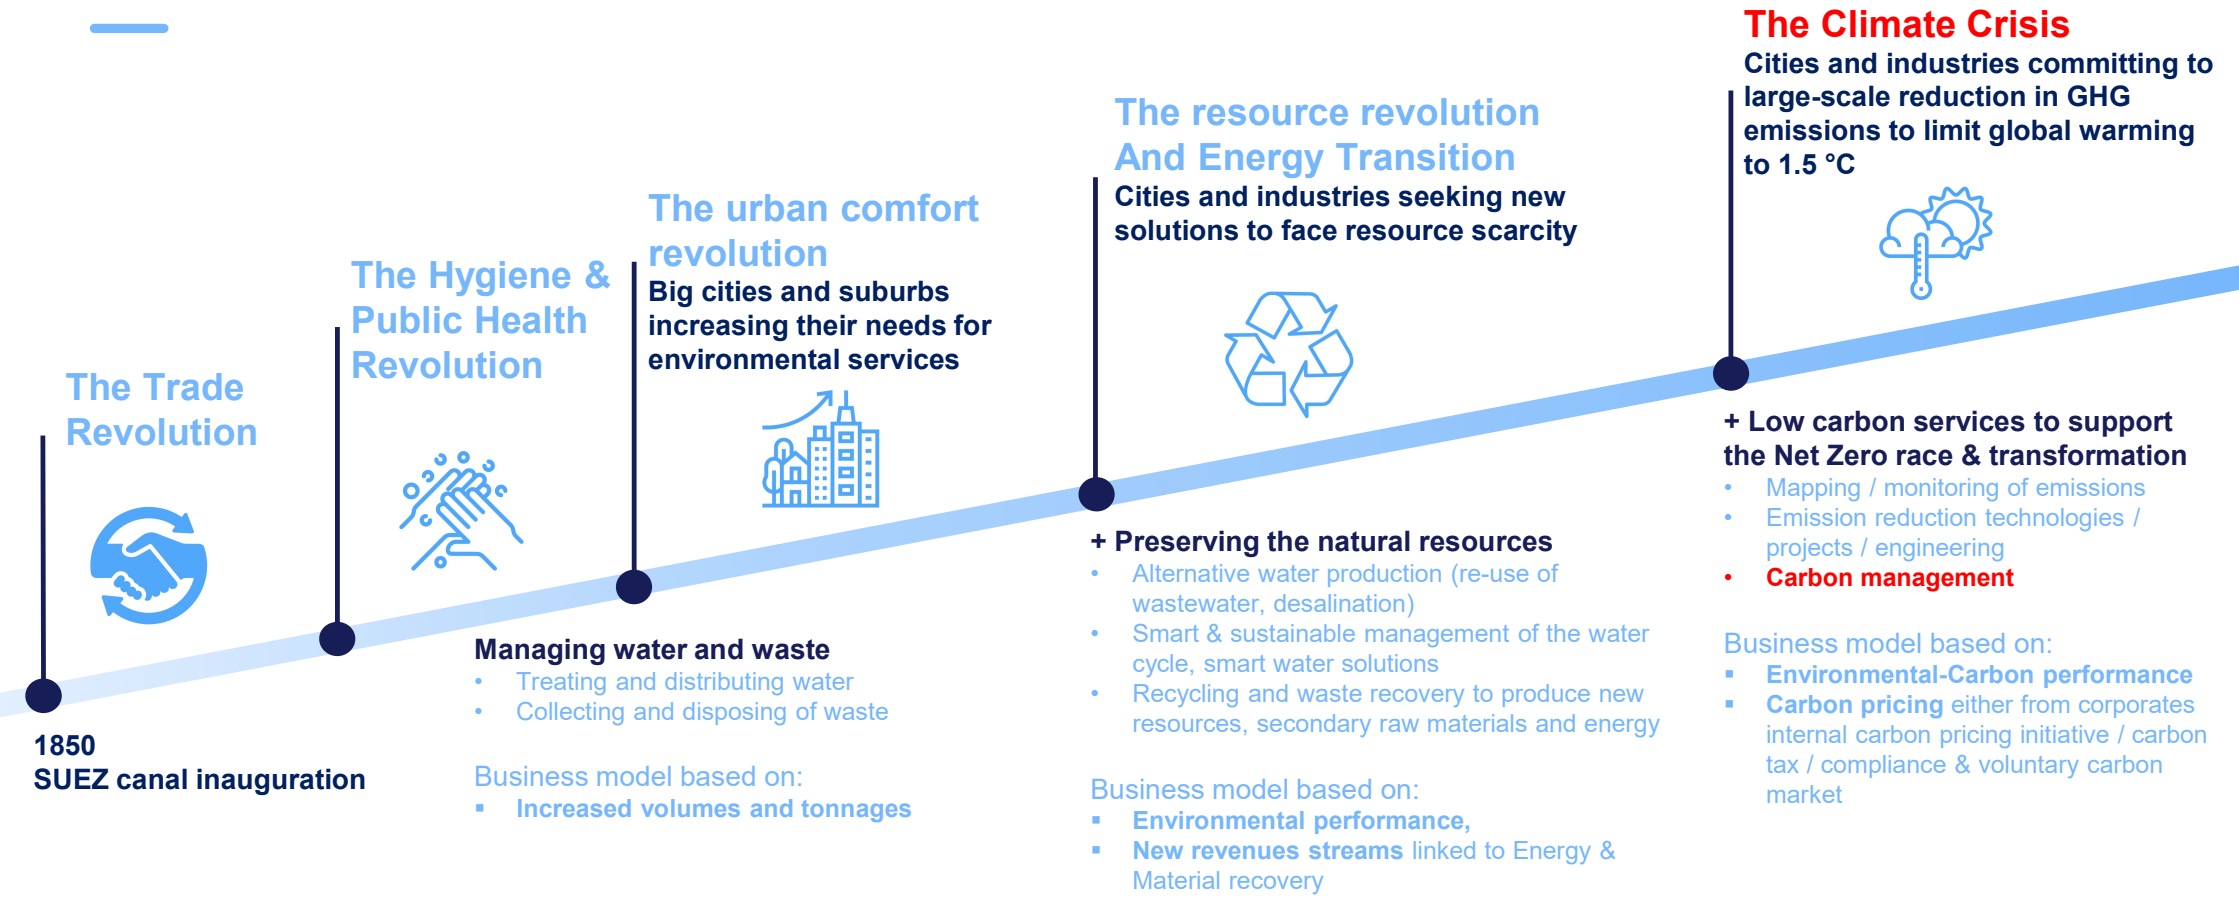 The Trade
Revolution
1850
SUEZ canal inauguration
The Hygiene &
Public Health
Revolution
The urban comfort
revolution
Big cities and suburbs
increasing their needs for
environmental services
Managing water and waste
• Treating and distributing water
• Collecting and disposing of waste
Business model based on:
▪ Increased volumes and tonnages
The resource revolution
And Energy Transition
Cities and industries seeking new
solutions to face resource scarcity
+ Preserving the natural resources
• Alternative water production (re-use of
wastewater, desalination)
• Smart & sustainable management of the water
cycle, smart water solutions
• Recycling and waste recovery to produce new
resources, secondary raw materials and energy
Business model based on:
▪ Environmental performance,
▪ New revenues streams linked to Energy &
Material recovery
The Climate Crisis
Cities and industries committing to
large-scale reduction in GHG
emissions to limit global warming
to 1.5 °C
+ Low carbon services to support
the Net Zero race & transformation
• Mapping / monitoring of emissions
• Emission reduction technologies /
projects / engineering
• Carbon management
Business model based on:
▪ Environmental-Carbon performance
▪ Carbon pricing either from corporates
internal carbon pricing initiative / carbon
tax / compliance & voluntary carbon
market